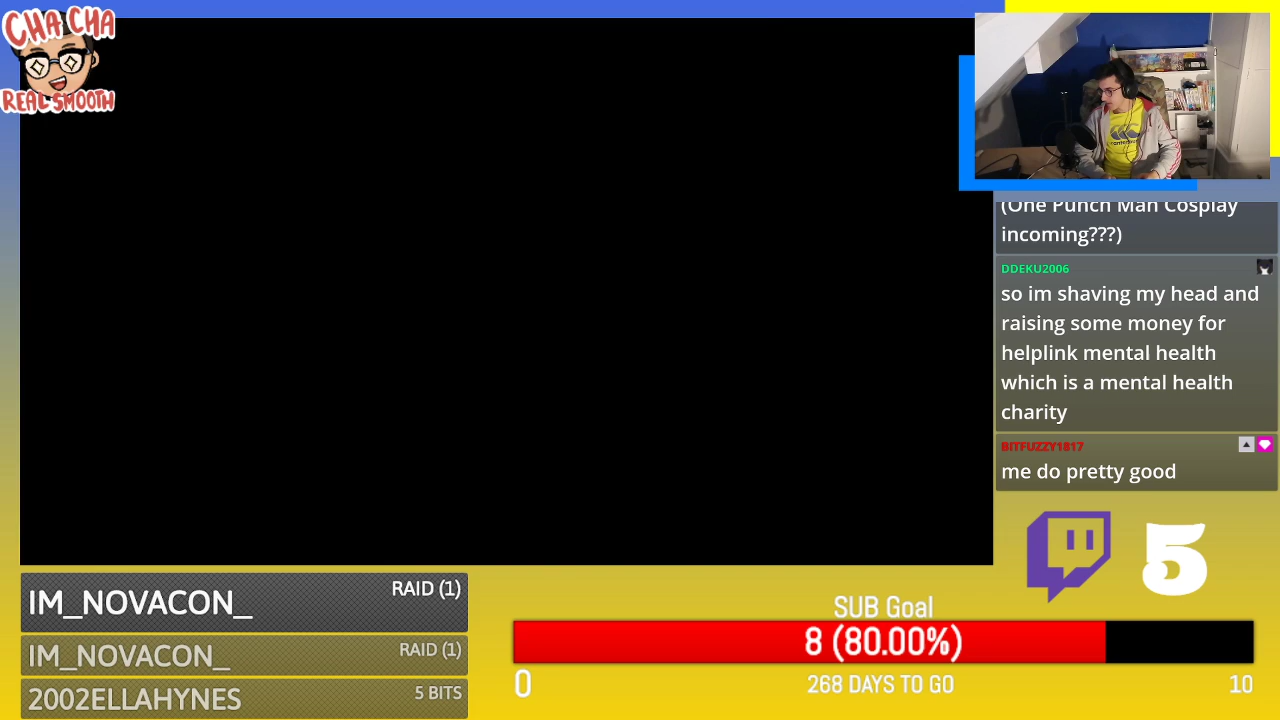 CHA CHA
REAL SMOOTH
(One Punch Man Cosplay
incoming???)
DDEKU2006
so im shaving my head and
raising some money for
helplink mental health
which is a mental health
charity
BITFUZZY1817
me do pretty good
5
IM_NOVACON_ RAID (1)
IM_NOVACON_ RAID (1)
2002ELLAHYNES 5 BITS
SUB Goal
8 (80.00%)
0 268 DAYS TO GO 10